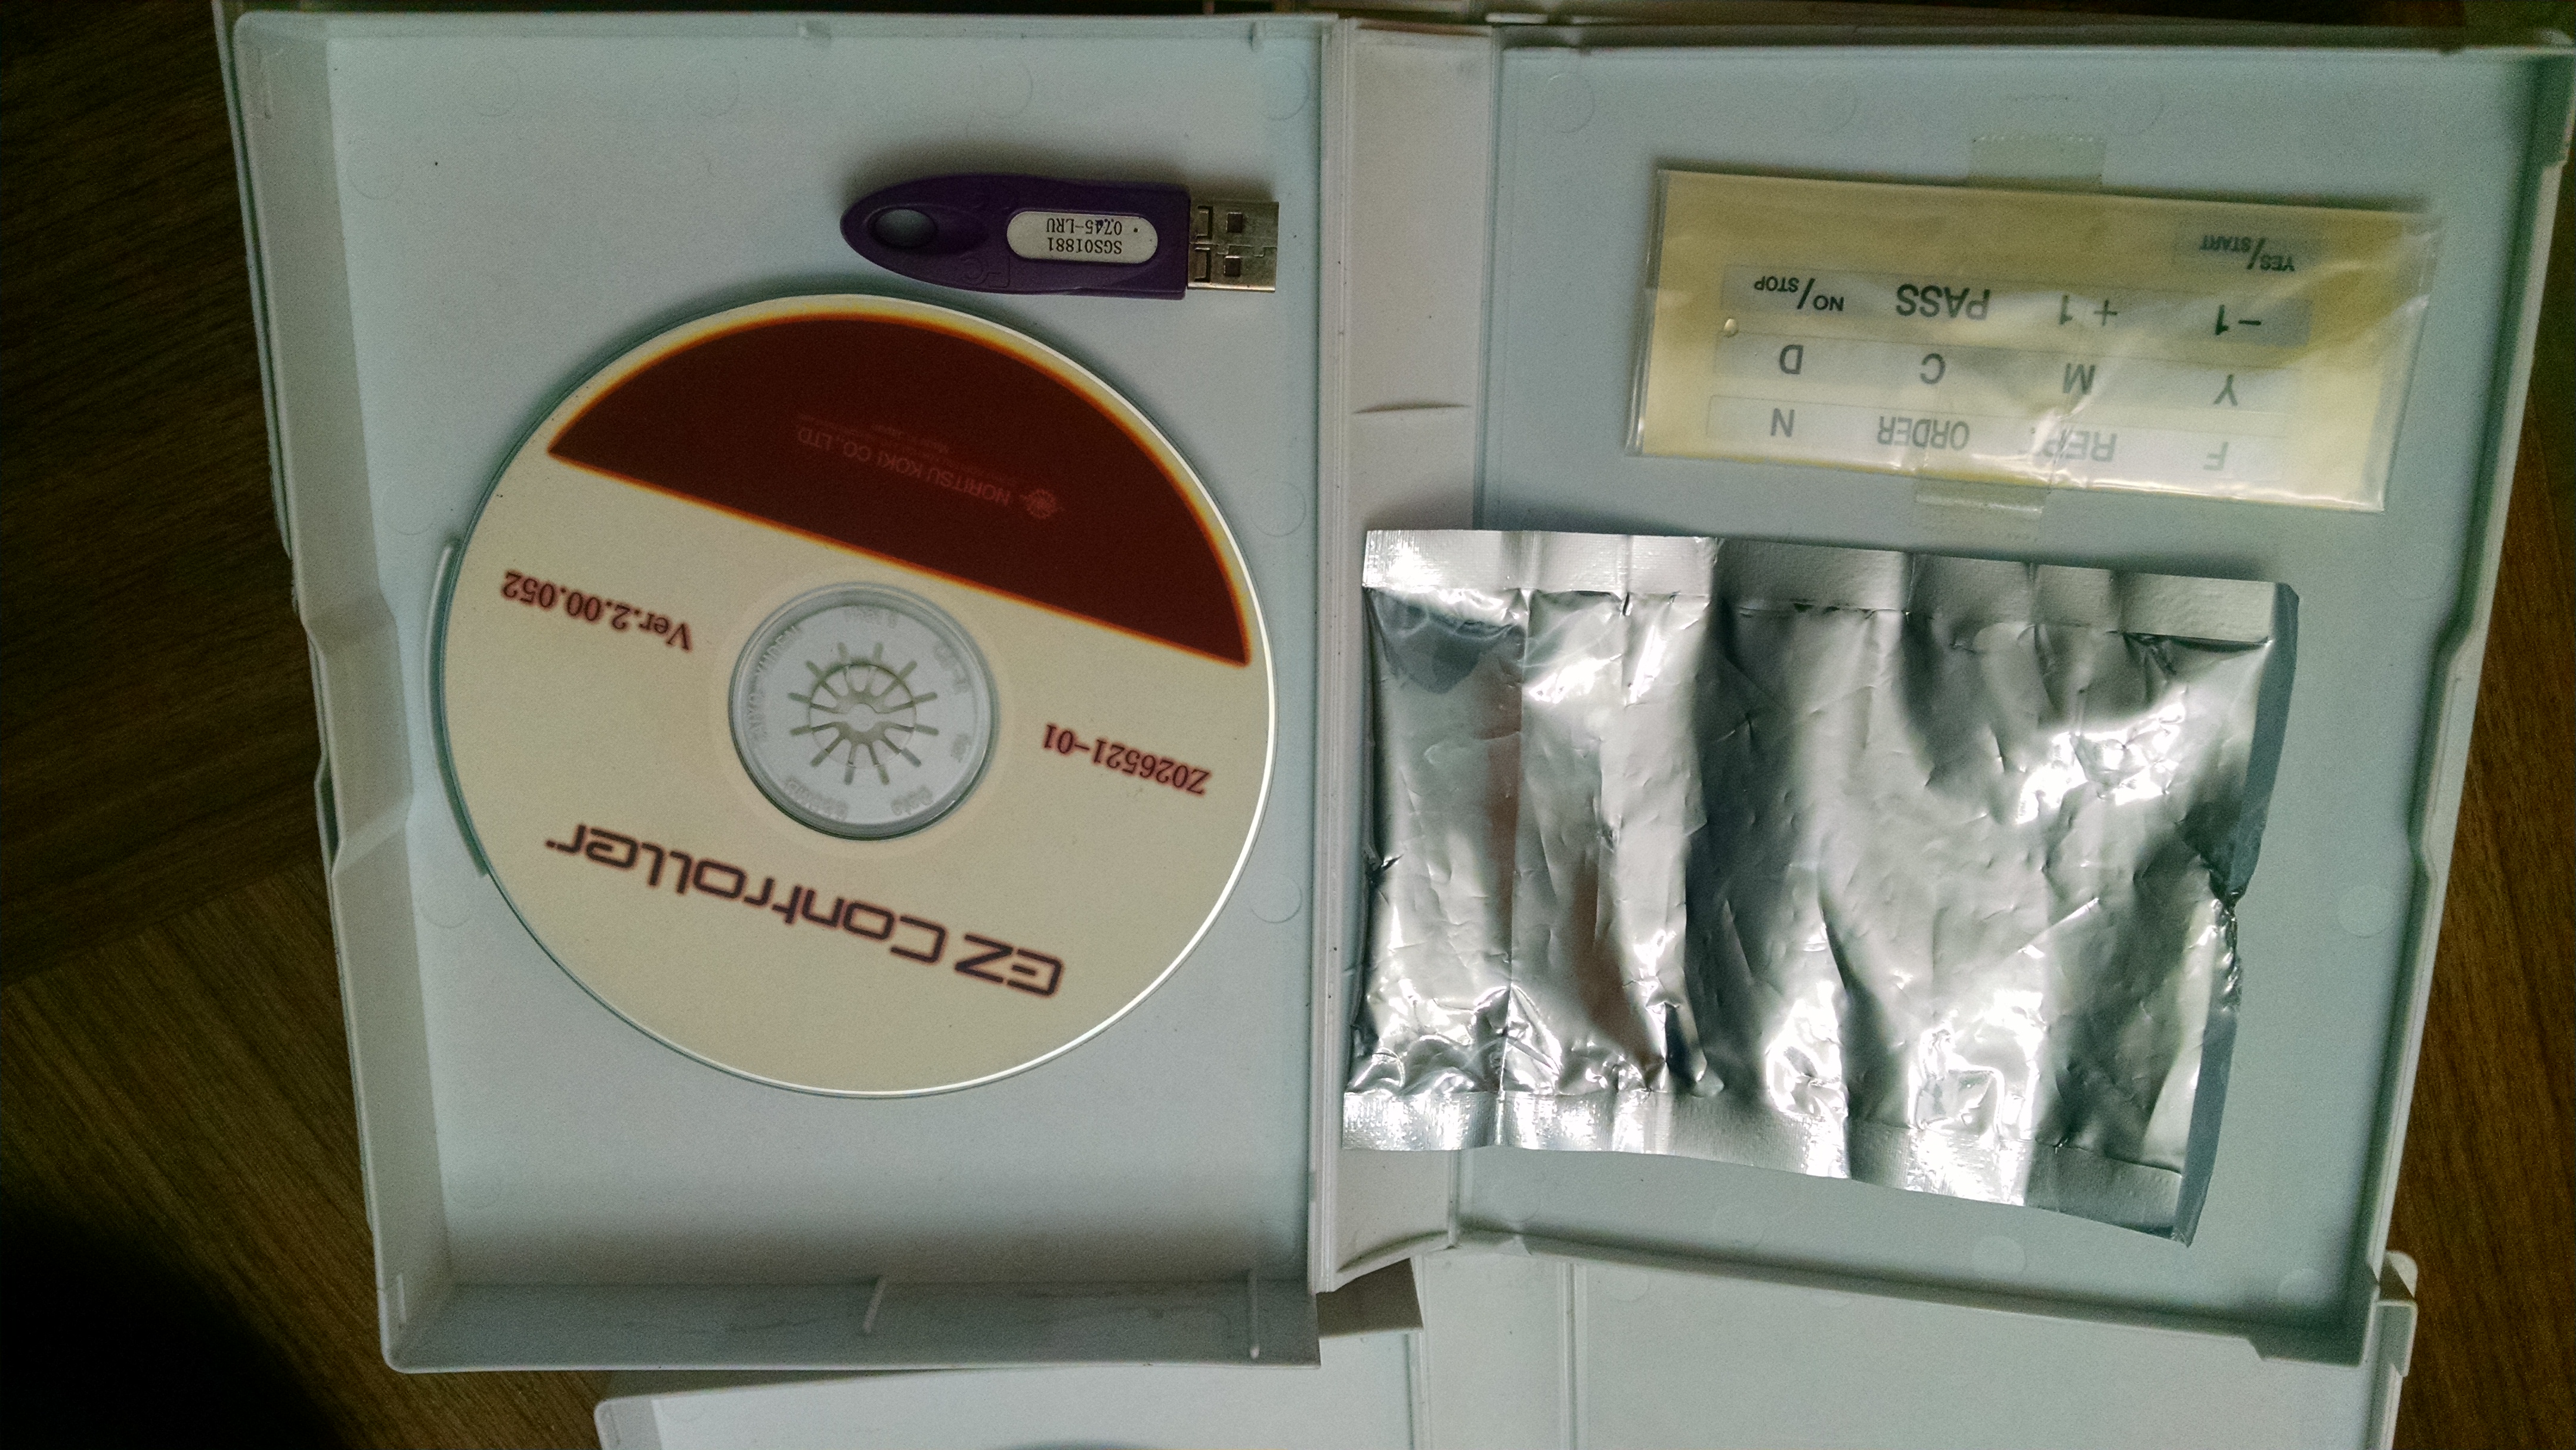 SGS01881
0745-LRU
NORITSU KOKI CO., LTD.
Ver.2.00.052
Z026521-01
EZ Controller
F REPT. ORDER N
Y M C D
-1 +1 PASS NO/STOP
YES/START